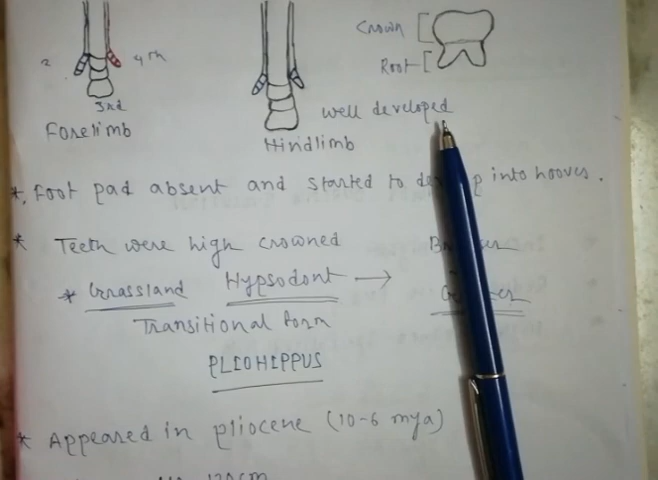 Crown
2 4th
Root
3rd
Forelimb
Hindlimb
well developed
* Foot pad absent and started to into hooves.
* Teeth were high crowned
* Grassland Hypsodont →
Transitional form
PLIOHIPPUS
* Appeared in pliocene (10-6 mya)
120cm